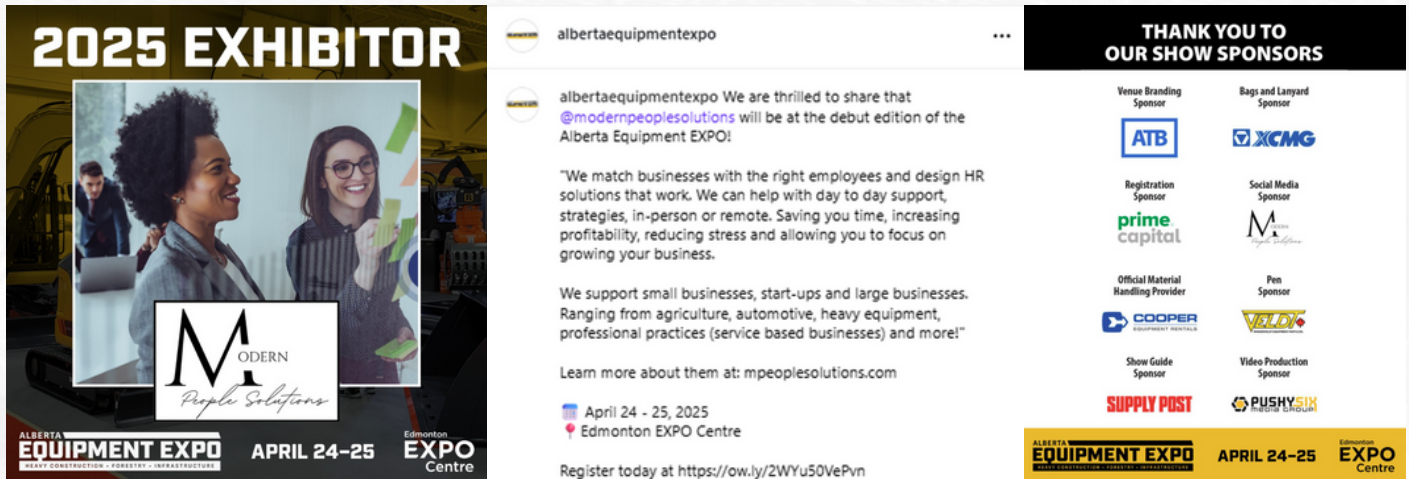 2025 EXHIBITOR
MODERN
People Solutions
ALBERTA
EQUIPMENT EXPO
HEAVY CONSTRUCTION • FORESTRY • INFRASTRUCTURE
APRIL 24–25
Edmonton
EXPO
Centre
albertaequipmentexpo
albertaequipmentexpo We are thrilled to share that
@modernpeoplesolutions will be at the debut edition of the
Alberta Equipment EXPO!
"We match businesses with the right employees and design HR
solutions that work. We can help with day to day support,
strategies, in-person or remote. Saving you time, increasing
profitability, reducing stress and allowing you to focus on
growing your business.
We support small businesses, start-ups and large businesses.
Ranging from agriculture, automotive, heavy equipment,
professional practices (service based businesses) and more!"
Learn more about them at: mpeoplesolutions.com
April 24 - 25, 2025
Edmonton EXPO Centre
Register today at https://ow.ly/2WYu50VePvn
THANK YOU TO
OUR SHOW SPONSORS
Venue Branding
Sponsor
ATB
Bags and Lanyard
Sponsor
XCMG
Registration
Sponsor
prime
capital
Social Media
Sponsor
MODERN
People Solutions
Official Material
Handling Provider
COOPER
EQUIPMENT RENTALS
Pen
Sponsor
VELDT
Show Guide
Sponsor
SUPPLY POST
Video Production
Sponsor
PUSHY SIX
MEDIA GROUP
ALBERTA
EQUIPMENT EXPO
HEAVY CONSTRUCTION • FORESTRY • INFRASTRUCTURE
APRIL 24–25
Edmonton
EXPO
Centre